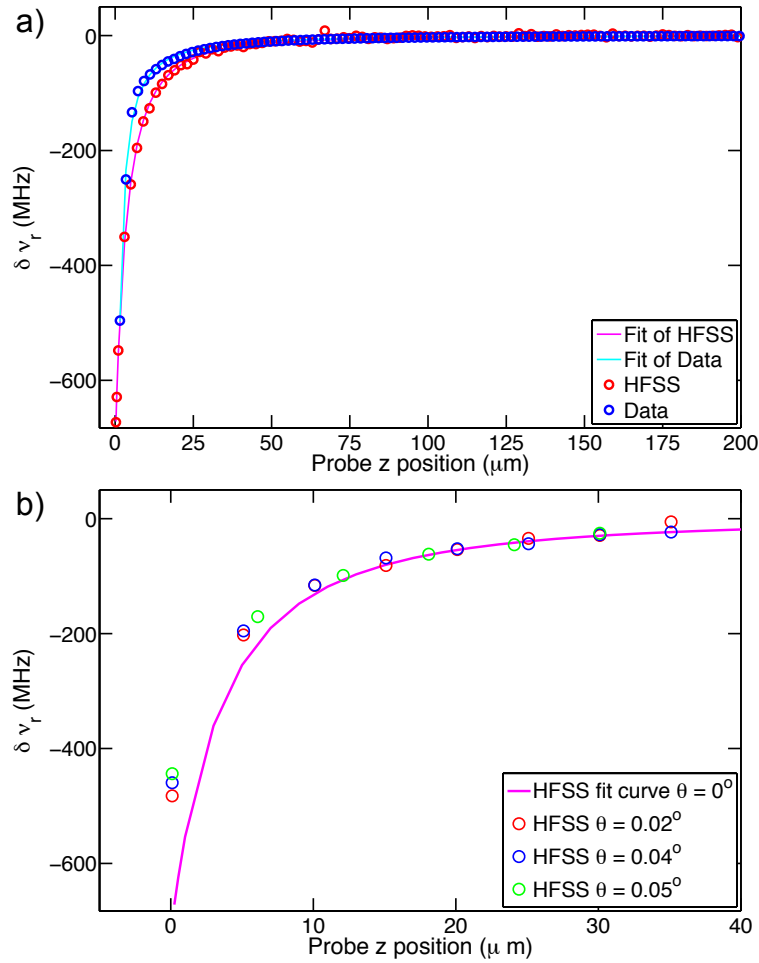 a)
0
−200
−400
−600
δ ν_r (MHz)
0 25 50 75 100 125 150 175 200
Probe z position (μm)
Fit of HFSS
Fit of Data
HFSS
Data
b)
0
−200
−400
−600
δ ν_r (MHz)
0 10 20 30 40
Probe z position (μ m)
HFSS fit curve θ = 0°
HFSS θ = 0.02°
HFSS θ = 0.04°
HFSS θ = 0.05°